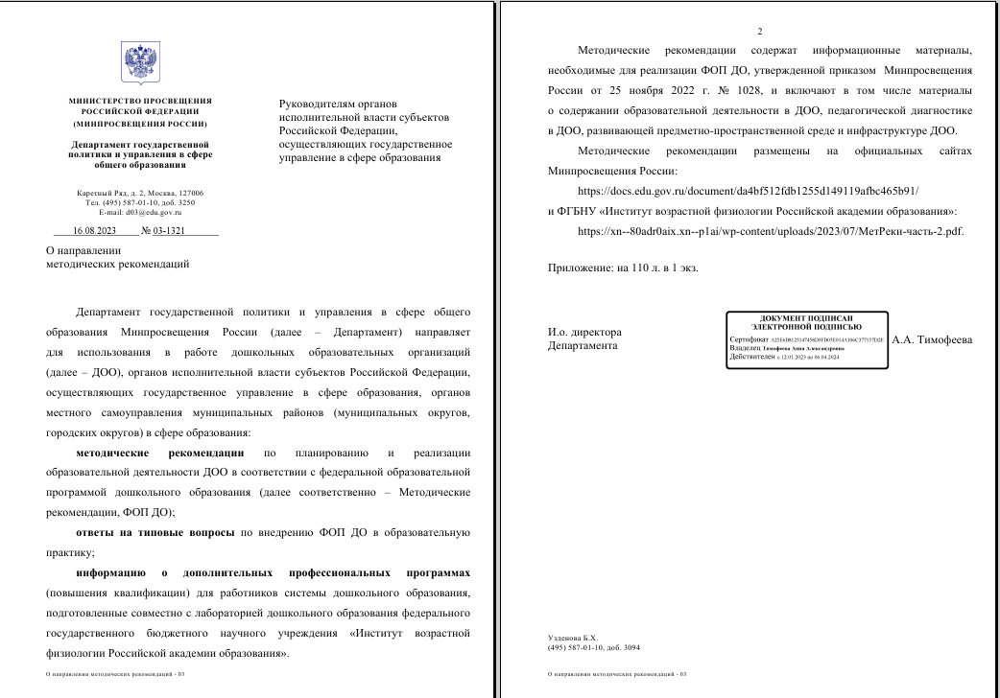 МИНИСТЕРСТВО ПРОСВЕЩЕНИЯ
РОССИЙСКОЙ ФЕДЕРАЦИИ
(МИНПРОСВЕЩЕНИЯ РОССИИ)
Департамент государственной
политики и управления в сфере
общего образования
Каретный Ряд, д. 2, Москва, 127006
Тел. (495) 587-01-10, доб. 3250
E-mail: d03@edu.gov.ru
16.08.2023 № 03-1321
Руководителям органов
исполнительной власти субъектов
Российской Федерации,
осуществляющих государственное
управление в сфере образования
О направлении
методических рекомендаций
Департамент государственной политики и управления в сфере общего
образования Минпросвещения России (далее – Департамент) направляет
для использования в работе дошкольных образовательных организаций
(далее – ДОО), органов исполнительной власти субъектов Российской Федерации,
осуществляющих государственное управление в сфере образования, органов
местного самоуправления муниципальных районов (муниципальных округов,
городских округов) в сфере образования:
методические рекомендации по планированию и реализации
образовательной деятельности ДОО в соответствии с федеральной образовательной
программой дошкольного образования (далее соответственно – Методические
рекомендации, ФОП ДО);
ответы на типовые вопросы по внедрению ФОП ДО в образовательную
практику;
информацию о дополнительных профессиональных программах
(повышения квалификации) для работников системы дошкольного образования,
подготовленные совместно с лабораторией дошкольного образования федерального
государственного бюджетного научного учреждения «Институт возрастной
физиологии Российской академии образования».
О направлении методических рекомендаций - 03
2
Методические рекомендации содержат информационные материалы,
необходимые для реализации ФОП ДО, утвержденной приказом Минпросвещения
России от 25 ноября 2022 г. № 1028, и включают в том числе материалы
о содержании образовательной деятельности в ДОО, педагогической диагностике
в ДОО, развивающей предметно-пространственной среде и инфраструктуре ДОО.
Методические рекомендации размещены на официальных сайтах
Минпросвещения России:
https://docs.edu.gov.ru/document/da4bf512fdb1255d149119afbc465b91/
и ФГБНУ «Институт возрастной физиологии Российской академии образования»:
https://xn--80adr0aix.xn--p1ai/wp-content/uploads/2023/07/МетРеки-часть-2.pdf.
Приложение: на 110 л. в 1 экз.
И.о. директора
Департамента
ДОКУМЕНТ ПОДПИСАН
ЭЛЕКТРОННОЙ ПОДПИСЬЮ
Сертификат
Владелец Тимофеева Анна Александровна
Действителен с 12.01.2023 по 06.04.2024
А.А. Тимофеева
Узденова Б.Х.
(495) 587-01-10, доб. 3094
О направлении методических рекомендаций - 03